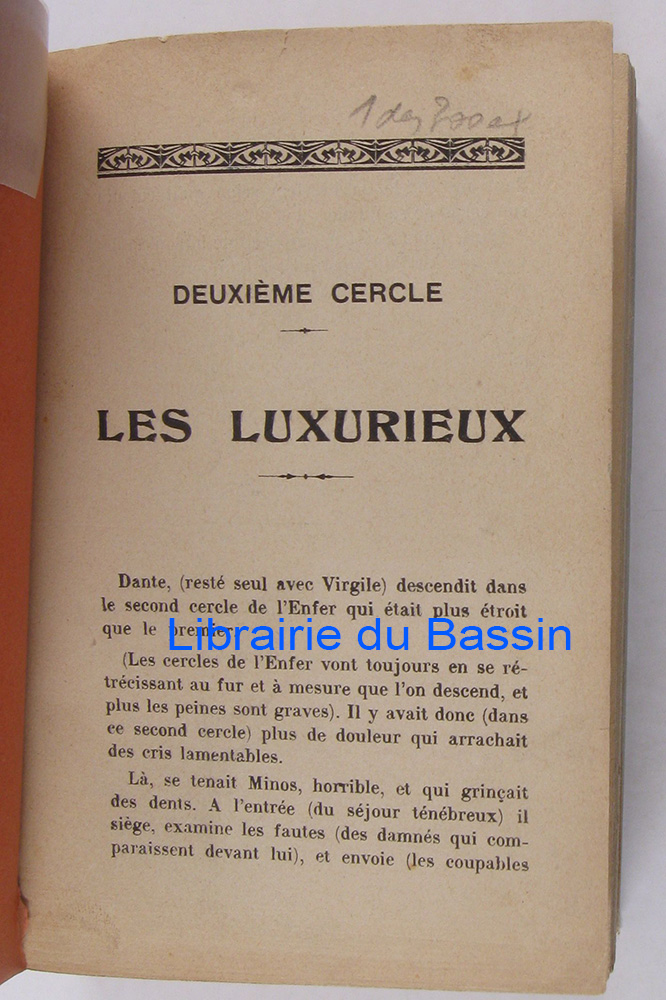 DEUXIÈME CERCLE
LES LUXURIEUX
Dante, (resté seul avec Virgile) descendit dans
le second cercle de l'Enfer qui était plus étroit
que le premier.
Librairie du Bassin
(Les cercles de l'Enfer vont toujours en se ré-
trécissant au fur et à mesure que l'on descend, et
plus les peines sont graves). Il y avait donc (dans
ce second cercle) plus de douleur qui arrachait
des cris lamentables.
Là, se tenait Minos, horrible, et qui grinçait
des dents. A l'entrée (du séjour ténébreux) il
siège, examine les fautes (des damnés qui com-
paraissent devant lui), et envoie (les coupables